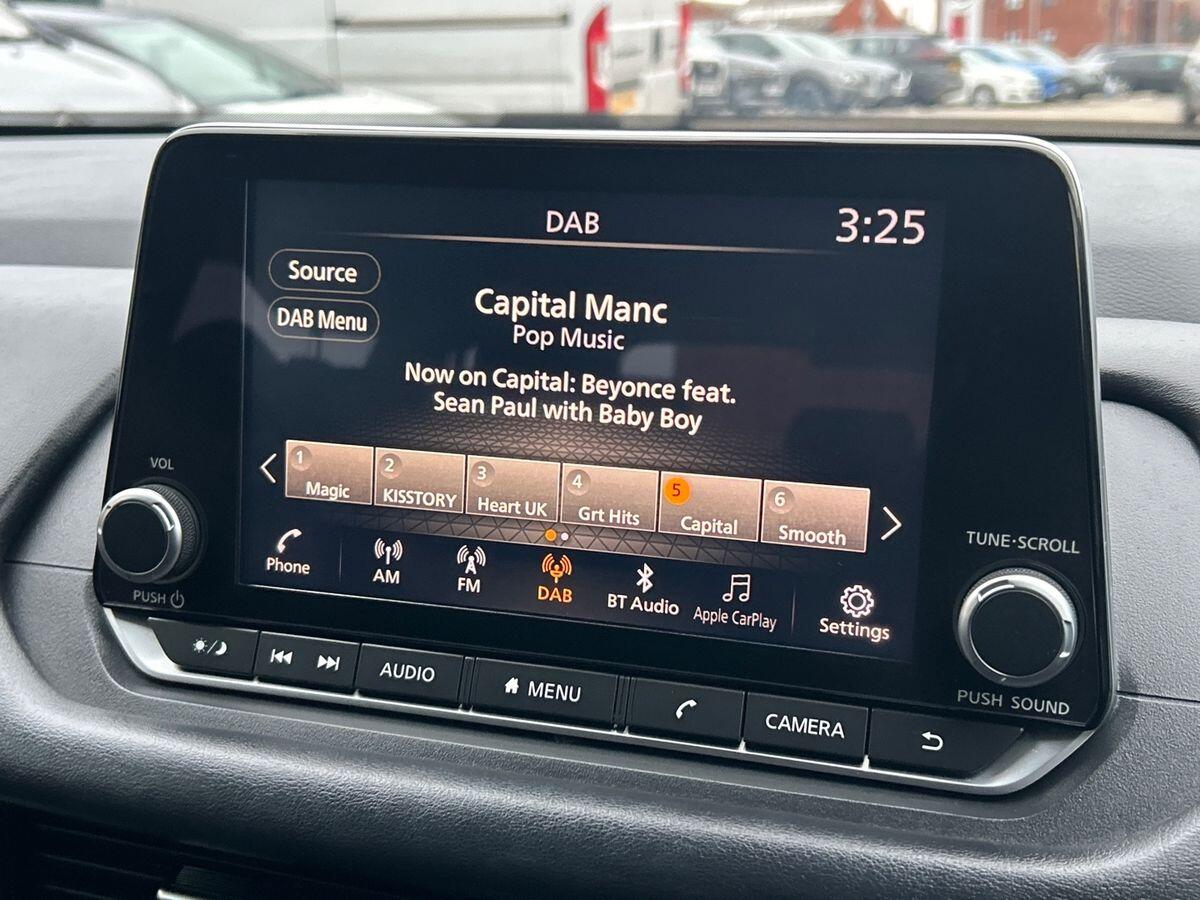 DAB
3:25
Source
DAB Menu
Capital Manc
Pop Music
Now on Capital: Beyonce feat.
Sean Paul with Baby Boy
1 Magic
2 KISSTORY
3 Heart UK
4 Grt Hits
5 Capital
6 Smooth
Phone
AM
FM
DAB
BT Audio
Apple CarPlay
Settings
VOL
PUSH
TUNE·SCROLL
PUSH SOUND
AUDIO
MENU
CAMERA